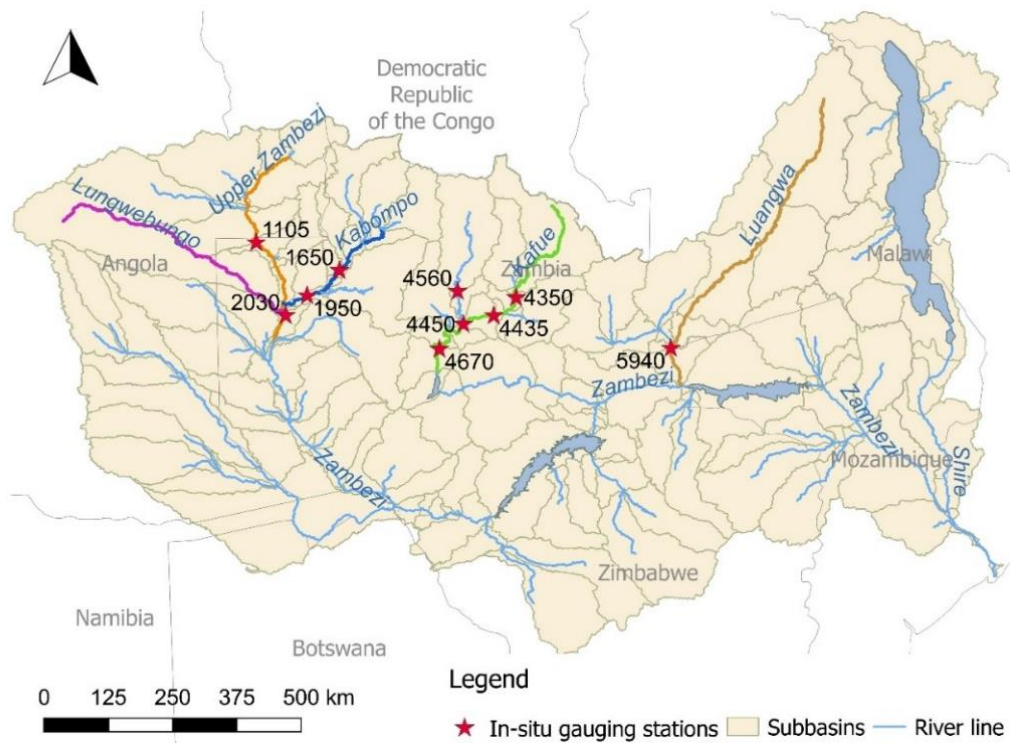 Democratic
Republic
of the Congo
Upper Zambezi
Lungwebungo
Kabompo
Luangwa
1105
1650
Angola
Kafue
Zambia
Malawi
4560
4350
2030
1950
4450
4435
4670
5940
Zambezi
Zambezi
Zambezi
Mozambique
Shire
Zimbabwe
Namibia
Botswana
0 125 250 375 500 km
Legend
In-situ gauging stations Subbasins River line